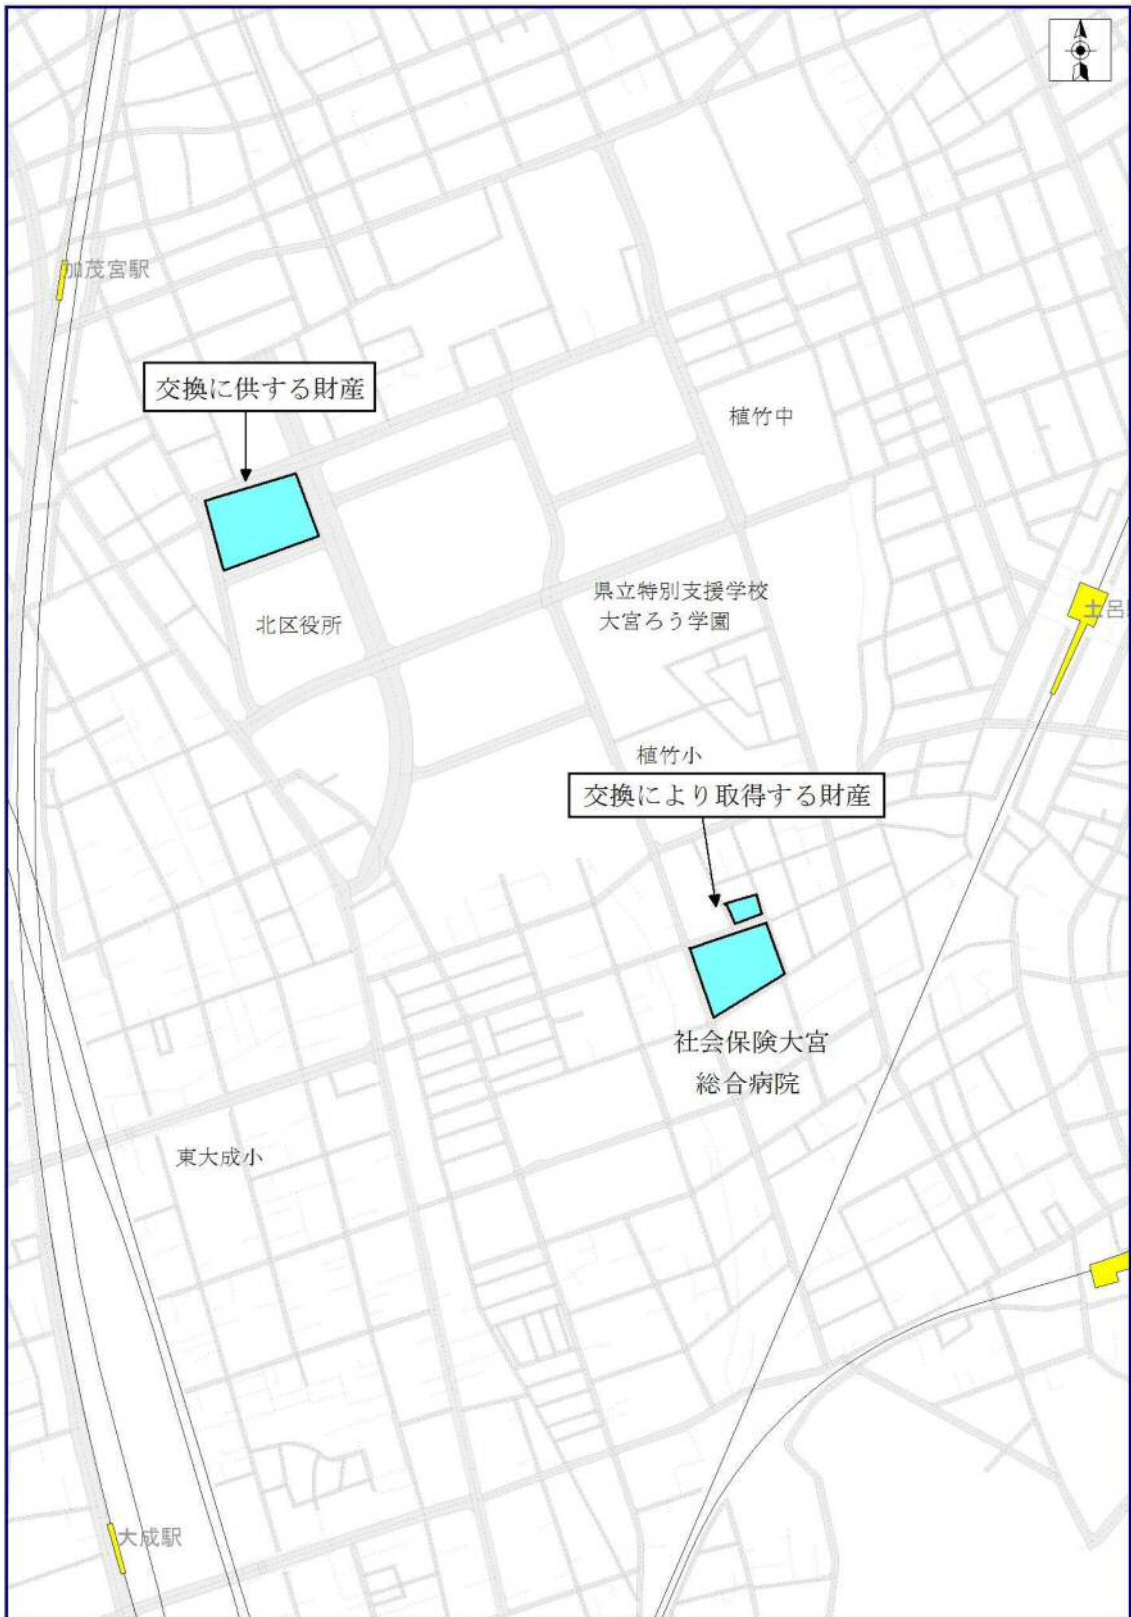 加茂宮駅
交換に供する財産
植竹中
県立特別支援学校
大宮ろう学園
北区役所
土呂
植竹小
交換により取得する財産
社会保険大宮
総合病院
東大成小
大成駅